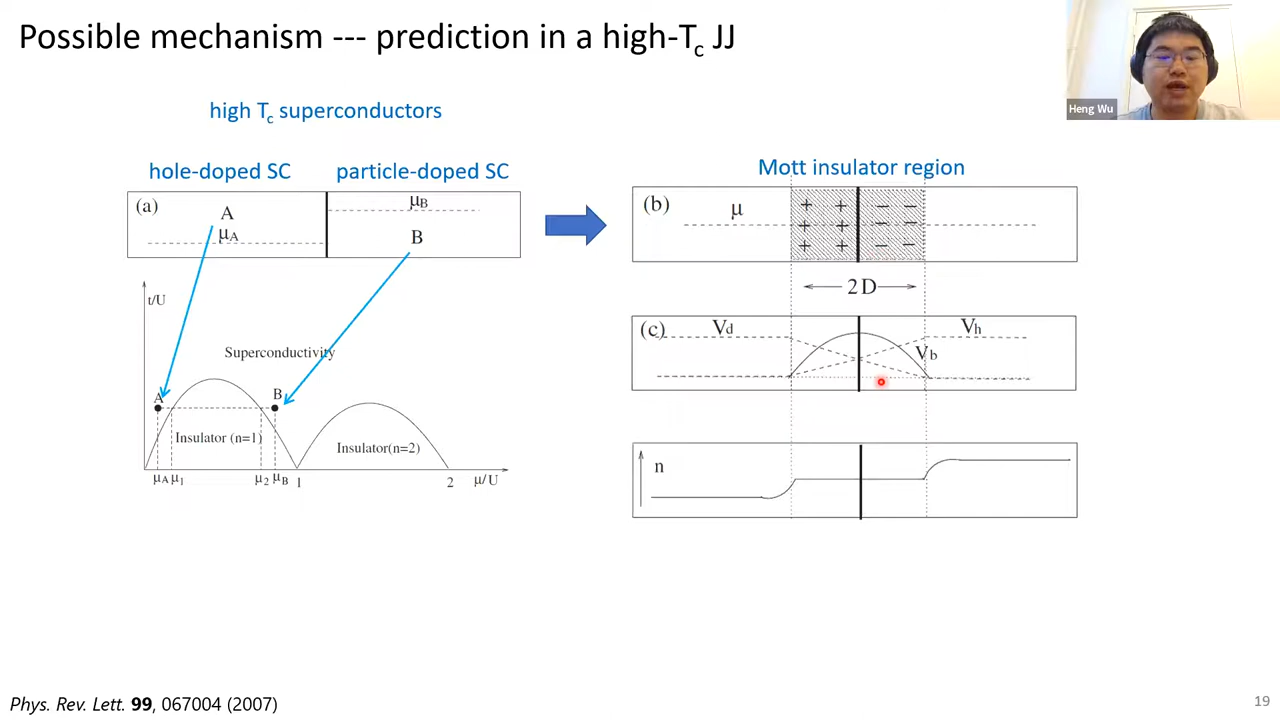 Possible mechanism --- prediction in a high-Tc JJ
Heng Wu
high Tc superconductors
hole-doped SC
particle-doped SC
Mott insulator region
(a)
A
μA
μB
B
(b)
μ
+ + − −
+ + − −
+ + − −
2D
t/U
(c)
Vd
Vh
Vb
Superconductivity
A
B
Insulator (n=1)
Insulator(n=2)
n
μA μ1 μ2 μB 1 2 μ/U
Phys. Rev. Lett. 99, 067004 (2007)
19